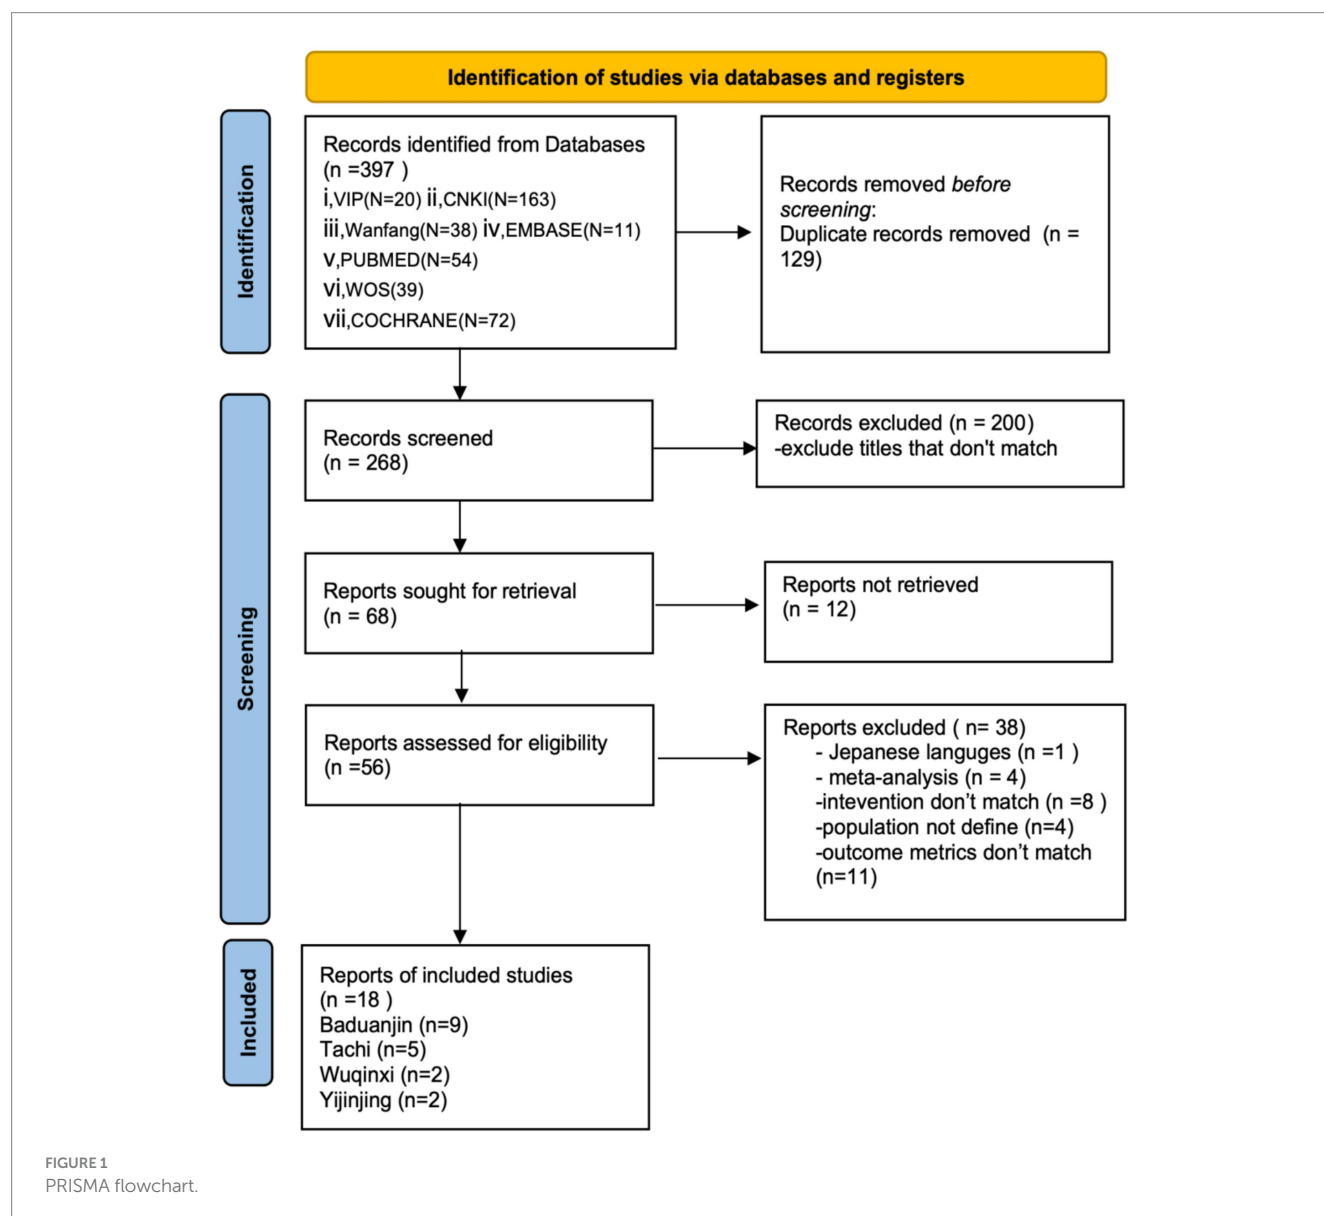 Identification of studies via databases and registers
Identification
Records identified from Databases
(n =397 )
i,VIP(N=20) ii,CNKI(N=163)
iii,Wanfang(N=38) iv,EMBASE(N=11)
v,PUBMED(N=54)
vi,WOS(39)
vii,COCHRANE(N=72)
Records removed before
screening:
Duplicate records removed (n =
129)
Screening
Records screened
(n = 268)
Records excluded (n = 200)
-exclude titles that don't match
Reports sought for retrieval
(n = 68)
Reports not retrieved
(n = 12)
Reports assessed for eligibility
(n =56)
Reports excluded ( n= 38)
- Jepanese languges (n =1 )
- meta-analysis (n = 4)
-intevention don’t match (n =8 )
-population not define (n=4)
-outcome metrics don’t match
(n=11)
Included
Reports of included studies
(n =18 )
Baduanjin (n=9)
Tachi (n=5)
Wuqinxi (n=2)
Yijinjing (n=2)
FIGURE 1
PRISMA flowchart.